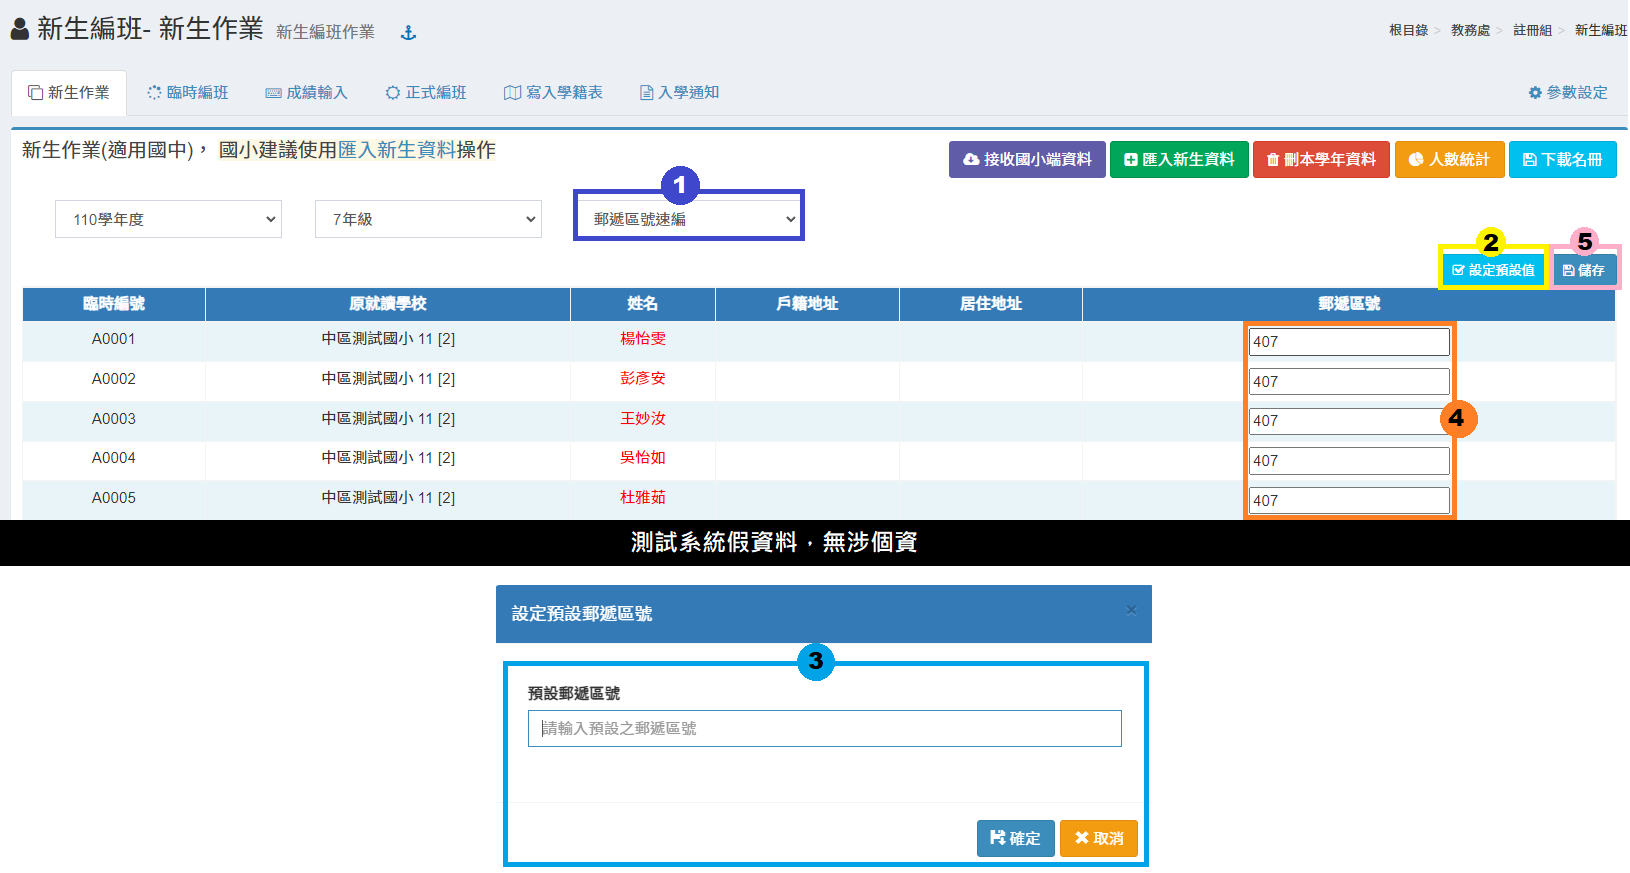 新生編班- 新生作業 新生編班作業
根目錄 > 教務處 > 註冊組 > 新生編班
新生作業 臨時編班 成績輸入 正式編班 寫入學籍表 入學通知 參數設定
新生作業(適用國中)， 國小建議使用匯入新生資料操作
接收國小端資料 匯入新生資料 刪本學年資料 人數統計 下載名冊
1
110學年度 7年級 郵遞區號速編
2 5
設定預設值 儲存
臨時編號 原就讀學校 姓名 戶籍地址 居住地址 郵遞區號
A0001 中區測試國小 11 [2] 楊怡雯 407
A0002 中區測試國小 11 [2] 彭彥安 407
A0003 中區測試國小 11 [2] 王妙汝 407
4
A0004 中區測試國小 11 [2] 吳怡如 407
A0005 中區測試國小 11 [2] 杜雅茹 407
測試系統假資料，無涉個資
設定預設郵遞區號 ×
3
預設郵遞區號
請輸入預設之郵遞區號
確定 取消